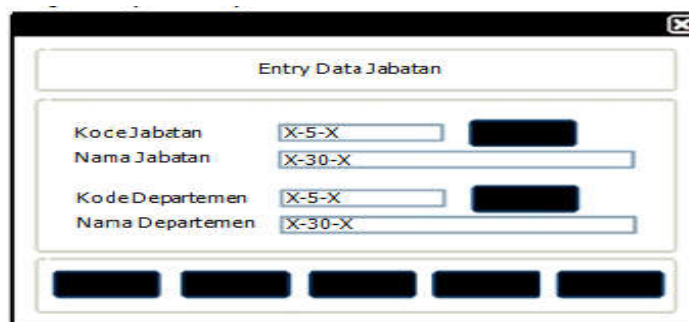 Entry Data Jabatan
Koce Jabatan X-5-X
Nama Jabatan X-30-X
Kode Departemen X-5-X
Nama Departemen X-30-X